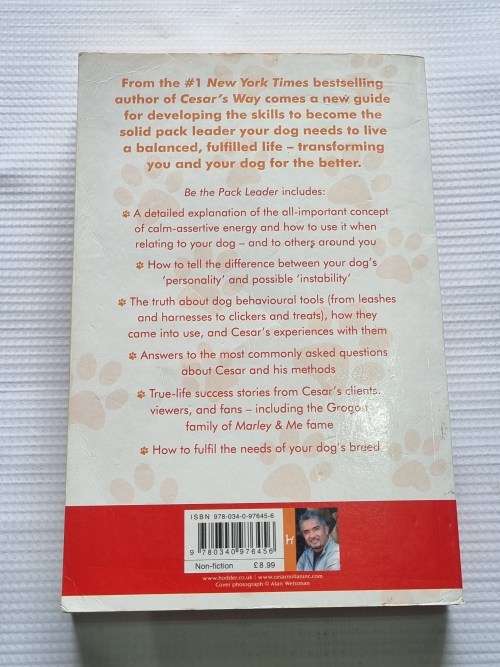 From the #1 New York Times bestselling
author of Cesar's Way comes a new guide
for developing the skills to become the
solid pack leader your dog needs to live
a balanced, fulfilled life – transforming
you and your dog for the better.
Be the Pack Leader includes:
A detailed explanation of the all-important concept
of calm-assertive energy and how to use it when
relating to your dog – and to others around you
How to tell the difference between your dog's
'personality' and possible 'instability'
The truth about dog behavioural tools (from leashes
and harnesses to clickers and treats), how they
came into use, and Cesar's experiences with them
Answers to the most commonly asked questions
about Cesar and his methods
True-life success stories from Cesar's clients,
viewers, and fans – including the Grogan
family of Marley & Me fame
How to fulfil the needs of your dog's breed
ISBN 978-034-0-97645-6
9 780340 976456
Non-fiction £8.99
www.hodder.co.uk | www.cesarmillaninc.com
Cover photograph © Alan Weissman